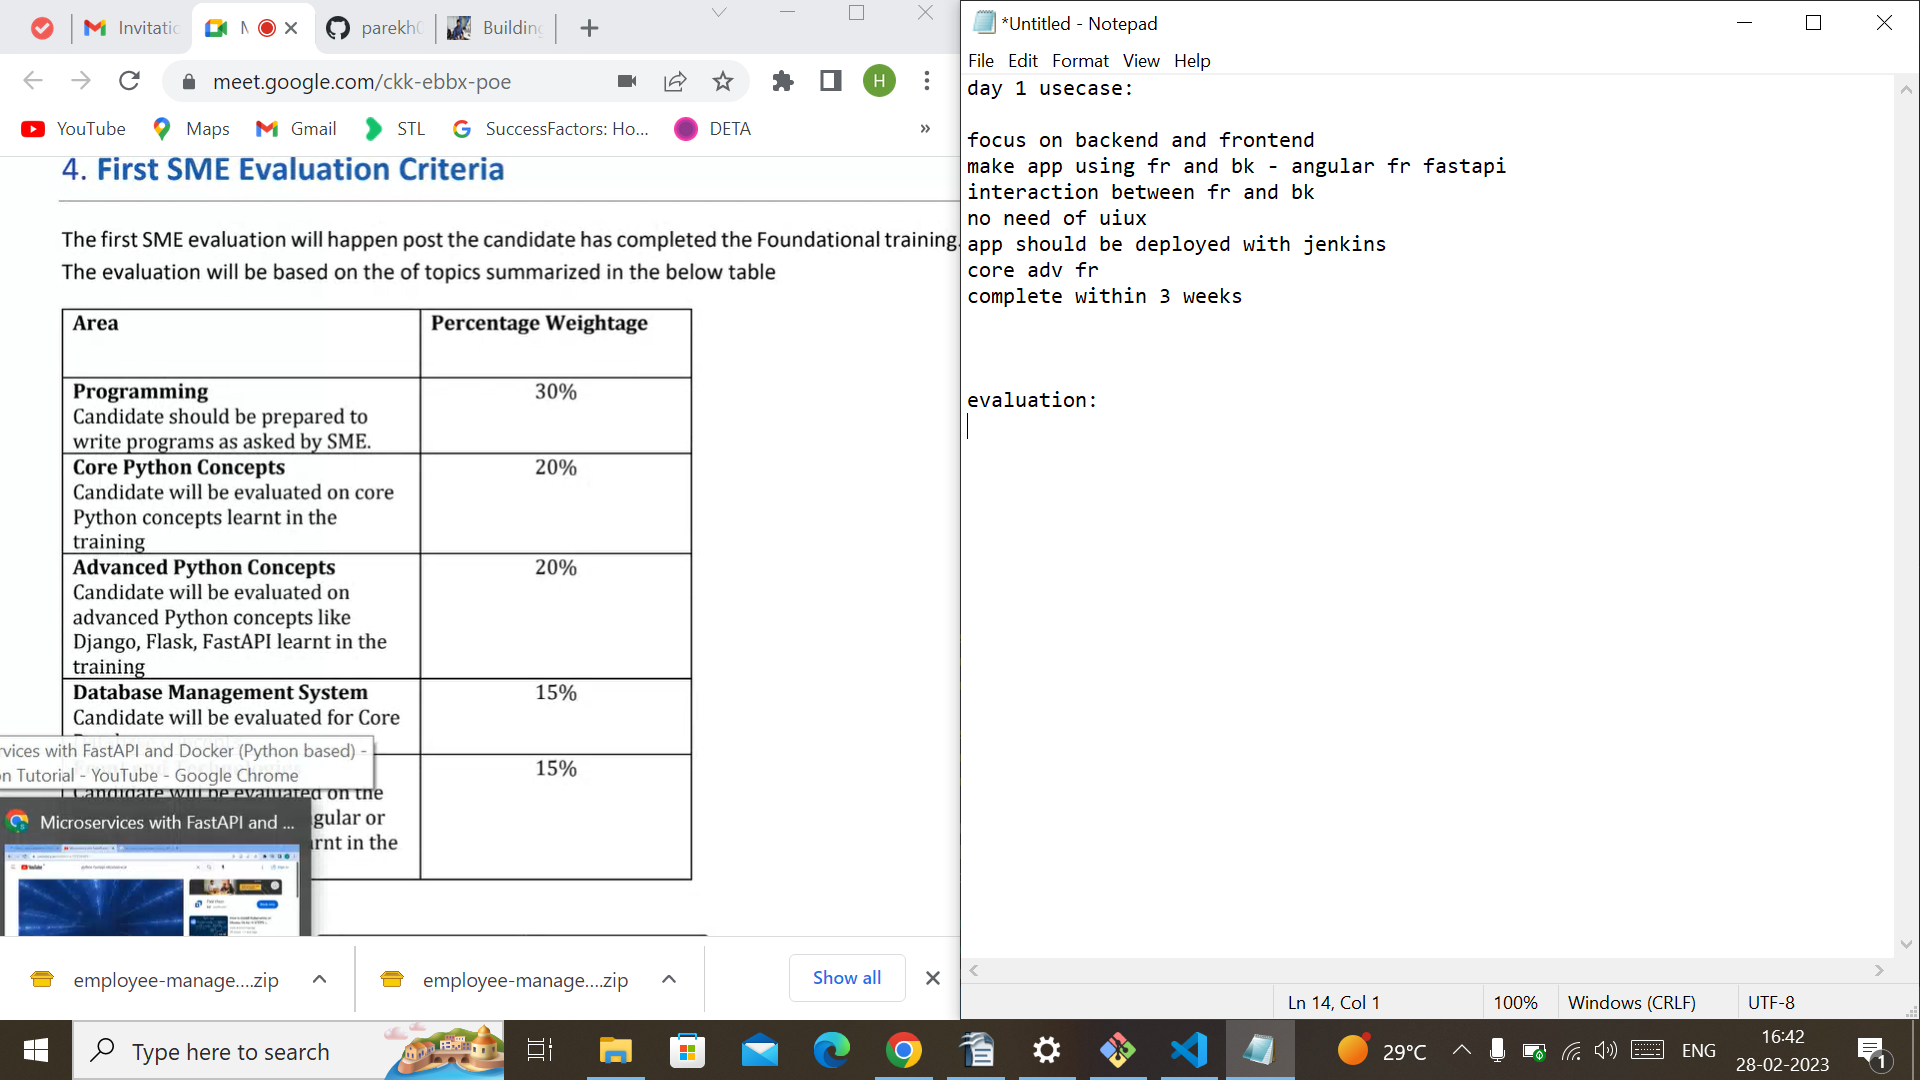 Invitatio
M
parekh0
Building
meet.google.com/ckk-ebbx-poe
H
YouTube
Maps
Gmail
STL
SuccessFactors: Ho...
DETA
»
4. First SME Evaluation Criteria
The first SME evaluation will happen post the candidate has completed the Foundational training.
The evaluation will be based on the of topics summarized in the below table
Area
Percentage Weightage
Programming
30%
Candidate should be prepared to
write programs as asked by SME.
Core Python Concepts
20%
Candidate will be evaluated on core
Python concepts learnt in the
training
Advanced Python Concepts
20%
Candidate will be evaluated on
advanced Python concepts like
Django, Flask, FastAPI learnt in the
training
Database Management System
15%
Candidate will be evaluated for Core
rvices with FastAPI and Docker (Python based) -
n Tutorial - YouTube - Google Chrome
15%
Candidate will be evaluated on the
gular or
arnt in the
Microservices with FastAPI and ...
employee-manage....zip
employee-manage....zip
Show all
*Untitled - Notepad
File Edit Format View Help
day 1 usecase:
focus on backend and frontend
make app using fr and bk - angular fr fastapi
interaction between fr and bk
no need of uiux
app should be deployed with jenkins
core adv fr
complete within 3 weeks
evaluation:
Ln 14, Col 1
100%
Windows (CRLF)
UTF-8
Type here to search
29°C
ENG
16:42
28-02-2023
1